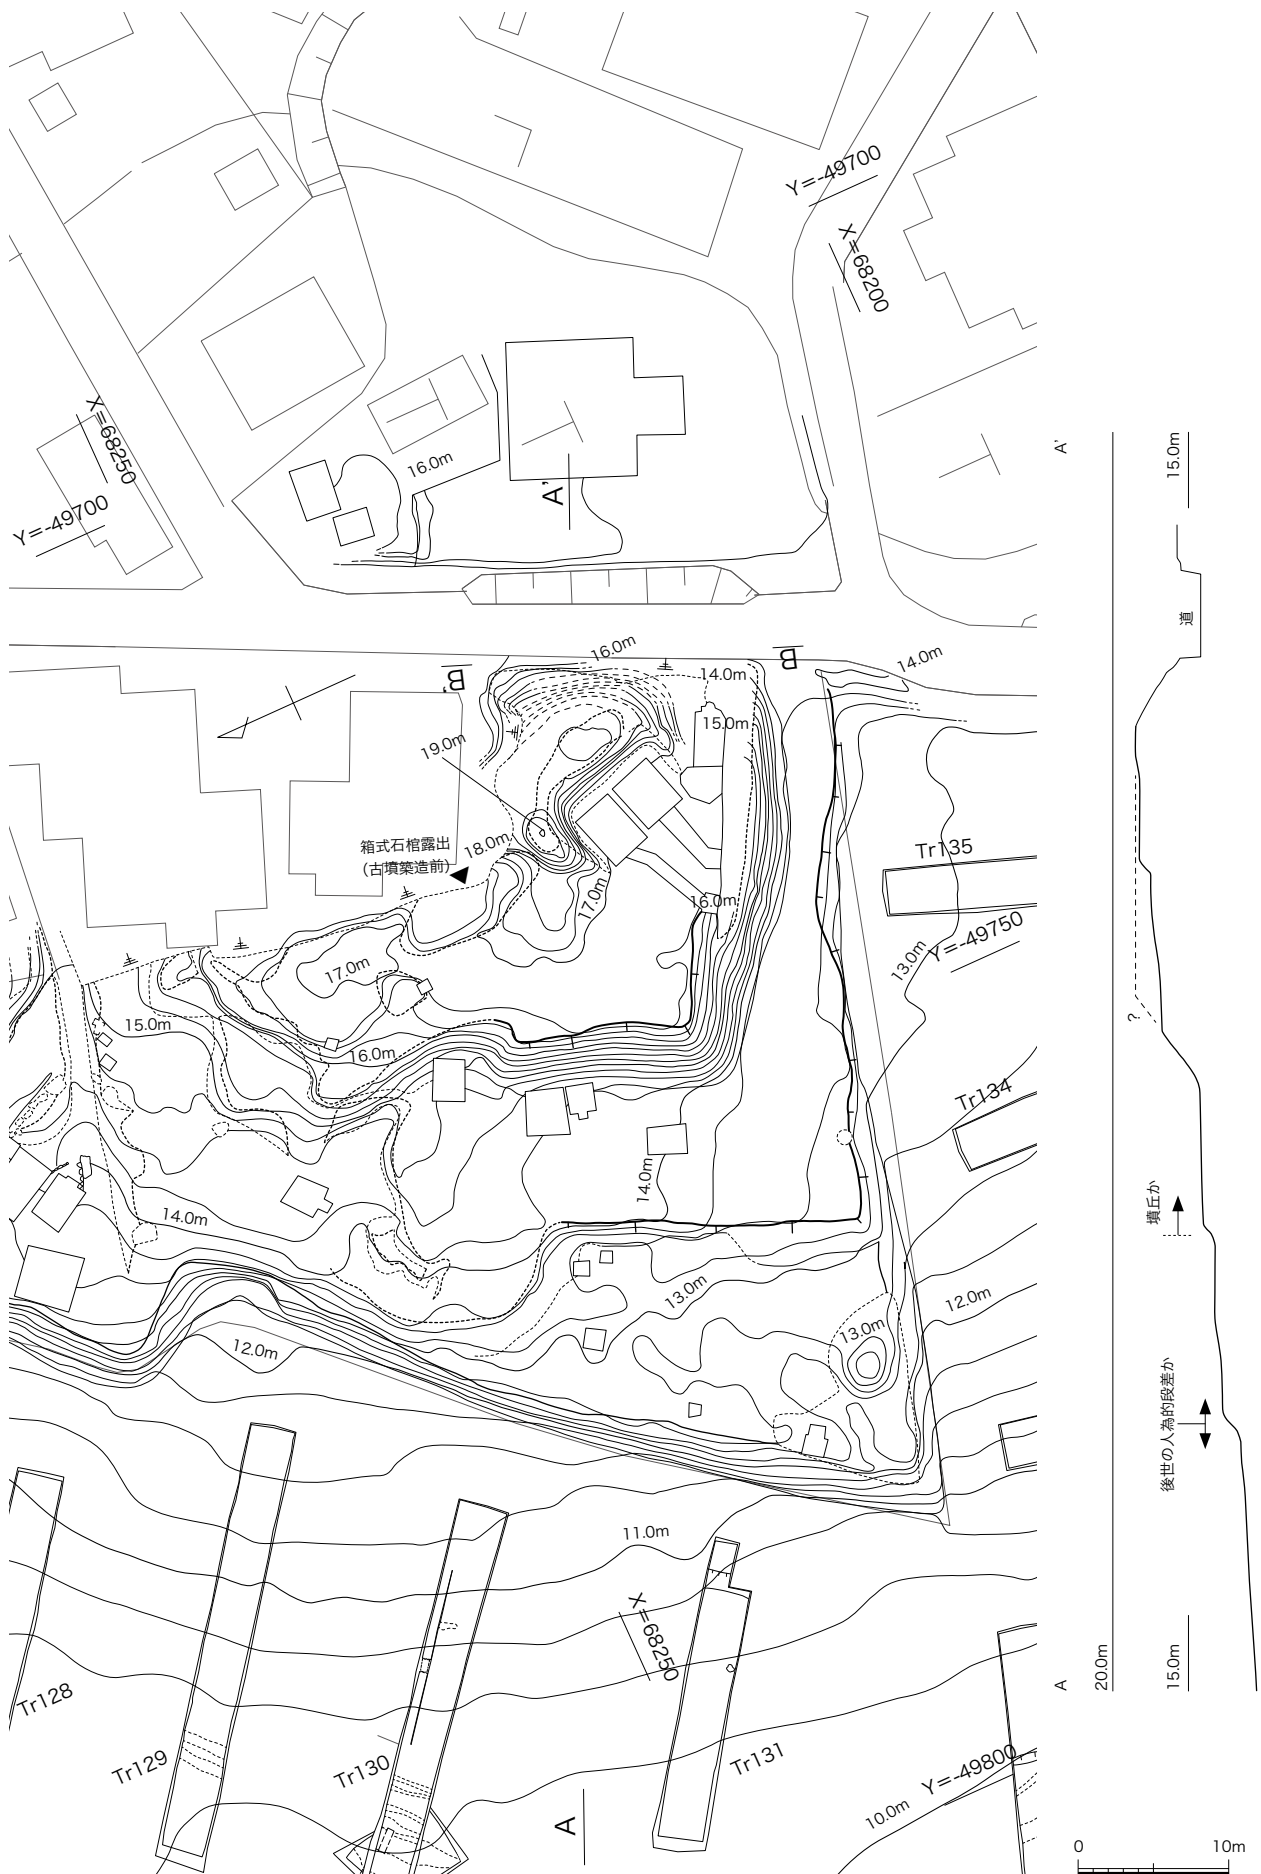 Y=-49700
X=68200
X=68250
Y=-49700
16.0m
A'
A'
15.0m
道
16.0m
B'
B
14.0m
14.0m
15.0m
19.0m
箱式石棺露出
（古墳築造前）
18.0m
17.0m
16.0m
Tr135
Y=-49750
13.0m
17.0m
15.0m
16.0m
?
Tr134
14.0m
14.0m
墳丘か
13.0m
12.0m
13.0m
12.0m
後世の人為的段差か
11.0m
X=68250
Tr128
Tr129
Tr130
Tr131
Y=-49800
10.0m
A
A
20.0m
15.0m
0
10m